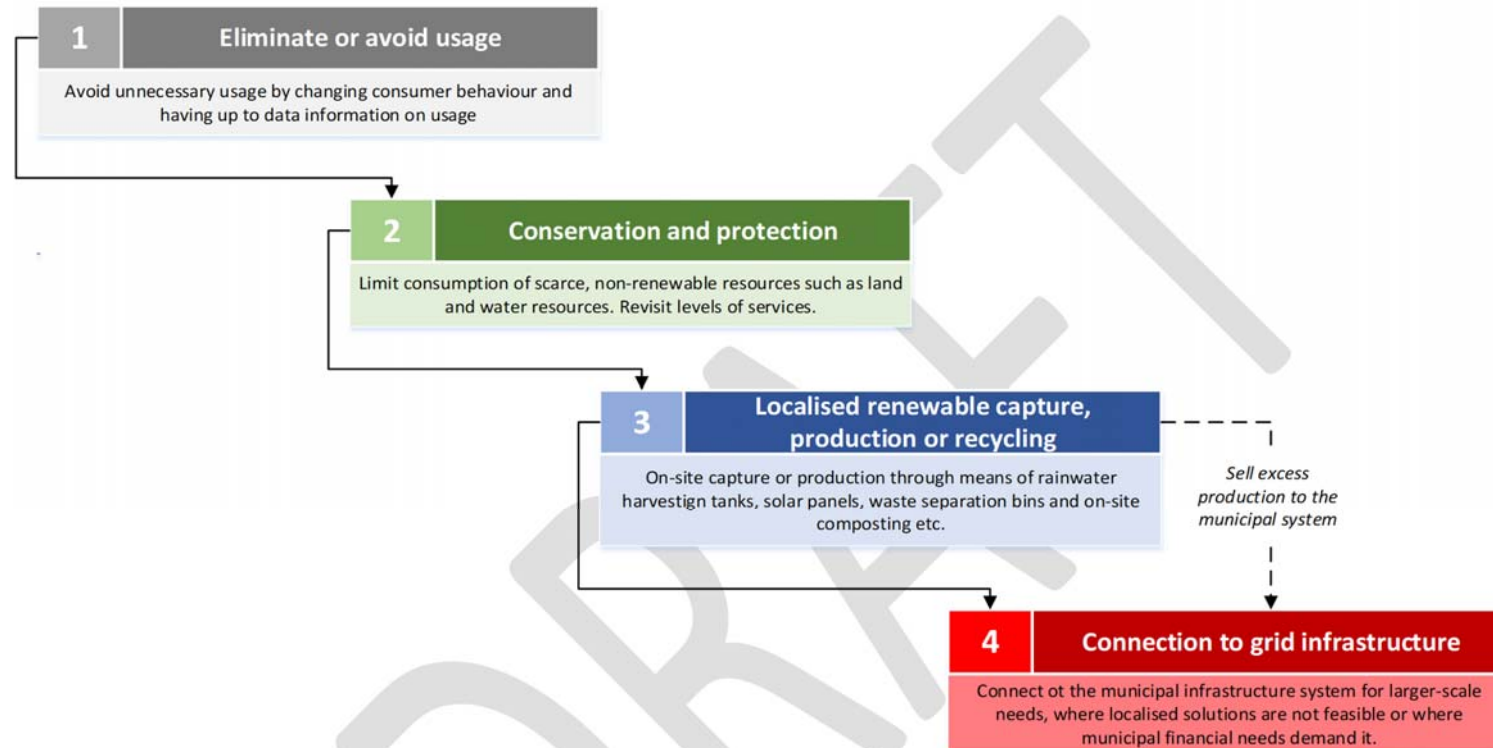 1
Eliminate or avoid usage
Avoid unnecessary usage by changing consumer behaviour and
having up to data information on usage
2
Conservation and protection
Limit consumption of scarce, non-renewable resources such as land
and water resources. Revisit levels of services.
3
Localised renewable capture,
production or recycling
On-site capture or production through means of rainwater
harvestign tanks, solar panels, waste separation bins and on-site
composting etc.
Sell excess
production to the
municipal system
4
Connection to grid infrastructure
Connect ot the municipal infrastructure system for larger-scale
needs, where localised solutions are not feasible or where
municipal financial needs demand it.
DRAFT